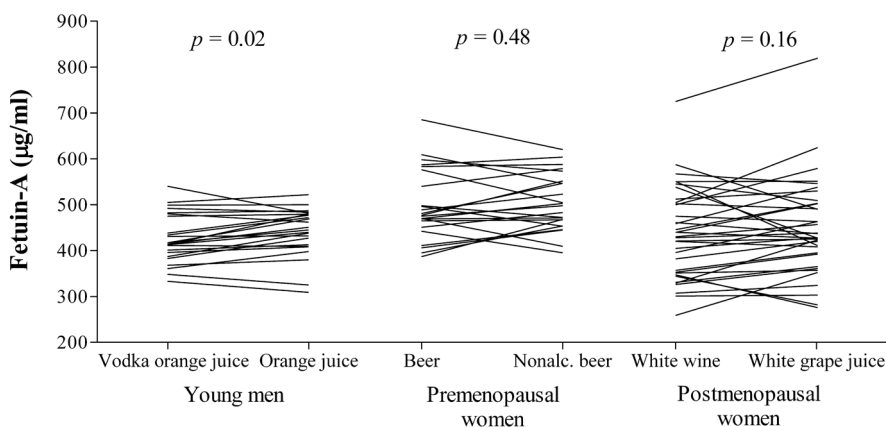 Fetuin-A (µg/ml)
900
800
700
600
500
400
300
200
p = 0.02
p = 0.48
p = 0.16
Vodka orange juice
Orange juice
Beer
Nonalc. beer
White wine
White grape juice
Young men
Premenopausal
women
Postmenopausal
women